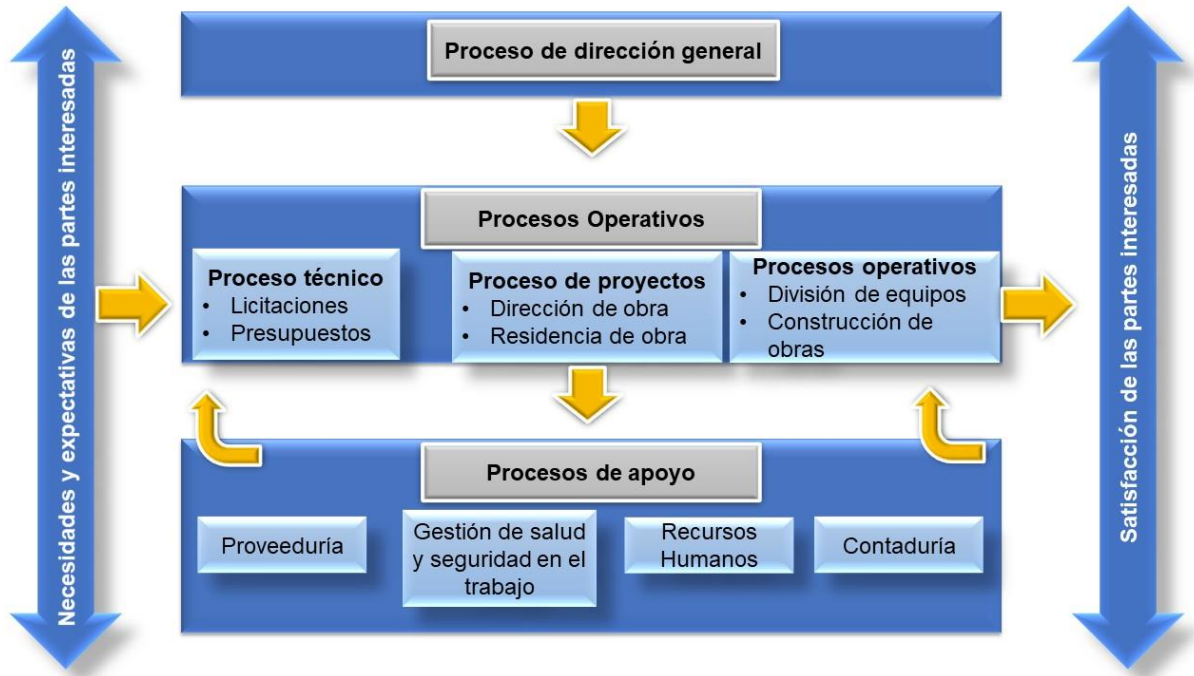 Necesidades y expectativas de las partes interesadas
Proceso de dirección general
Procesos Operativos
Proceso técnico
• Licitaciones
• Presupuestos
Proceso de proyectos
• Dirección de obra
• Residencia de obra
Procesos operativos
• División de equipos
• Construcción de
obras
Procesos de apoyo
Proveeduría
Gestión de salud
y seguridad en el
trabajo
Recursos
Humanos
Contaduría
Satisfacción de las partes interesadas